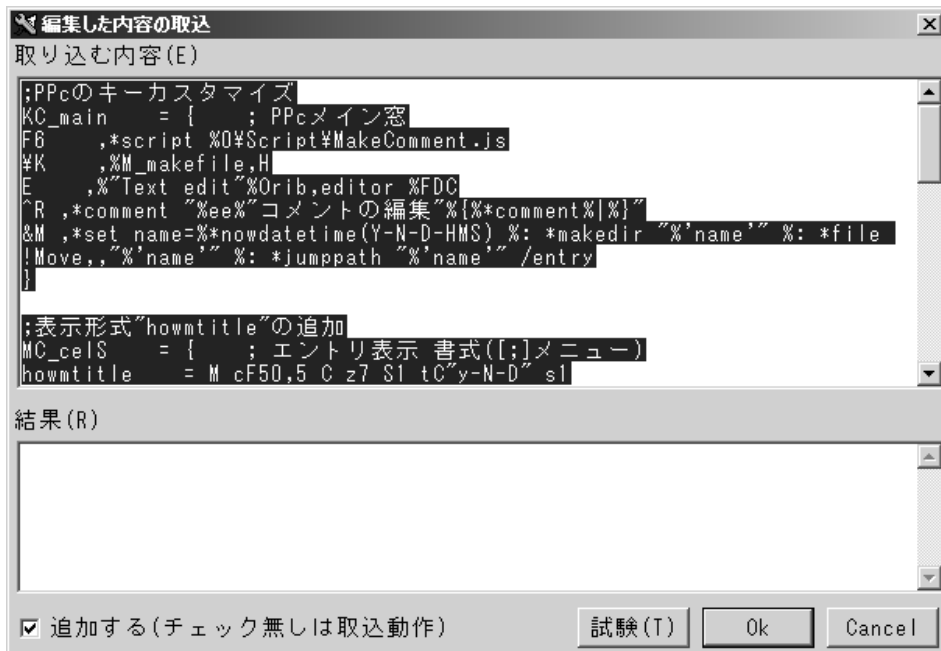 編集した内容の取込
取り込む内容(E)
;PPcのキーカスタマイズ
KC_main    = {    ; PPcメイン窓
F6    ,*script %0¥Script¥MakeComment.js
¥K    ,%M_makefile,H
E    ,%"Text edit"%Orib,editor %FDC
^R ,*comment "%ee%"コメントの編集"%{%*comment%|%}"
&M ,*set name=%*nowdatetime(Y-N-D-HMS) %: *makedir "%'name'" %: *file
!Move,,"%'name'" %: *jumppath "%'name'" /entry
}
;表示形式"howmtitle"の追加
MC_celS    = {    ; エントリ表示 書式([;]メニュー)
howmtitle    = M cF50,5 C z7 S1 tC"y-N-D" s1
結果(R)
追加する(チェック無しは取込動作)
試験(T)
Ok
Cancel